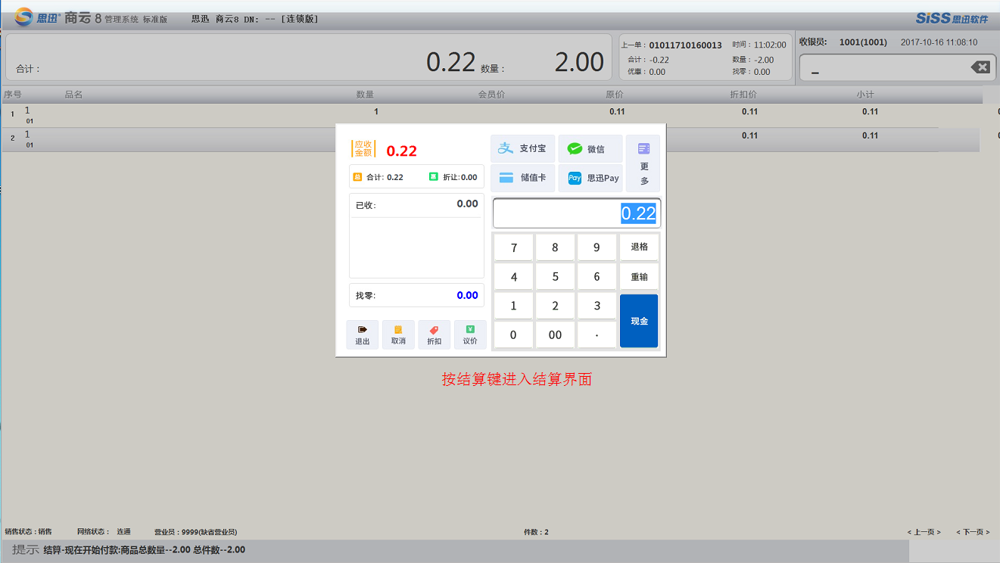 思迅 商云 8 管理系统 标准版 思迅 商云8 DN: -- [连锁版] SISS 思迅软件
合计： 0.22 数量： 2.00
上一单：01011710160013 时间：11:02:00
合计：-0.22 数量：-2.00
优惠：0.00 找零：0.00
收银员： 1001(1001) 2017-10-16 11:08:10
_
序号 品名 数量 会员价 原价 折扣价 小计
1 1 1 0.11 0.11 0.11
01
2 1 0.11 0.11
01
应收
金额 0.22
合计: 0.22 折让:0.00
已收: 0.00
找零: 0.00
退出 取消 折扣 议价
支付宝 微信
储值卡 Pay 思迅Pay
更
多
0.22
7 8 9 退格
4 5 6 重输
1 2 3
现金
0 00 .
按结算键进入结算界面
销售状态：销售 网络状态： 连通 营业员：9999(缺省营业员) 件数：2 < 上一页 > < 下一页 >
提示 结算-现在开始付款:商品总数量--2.00 总件数--2.00